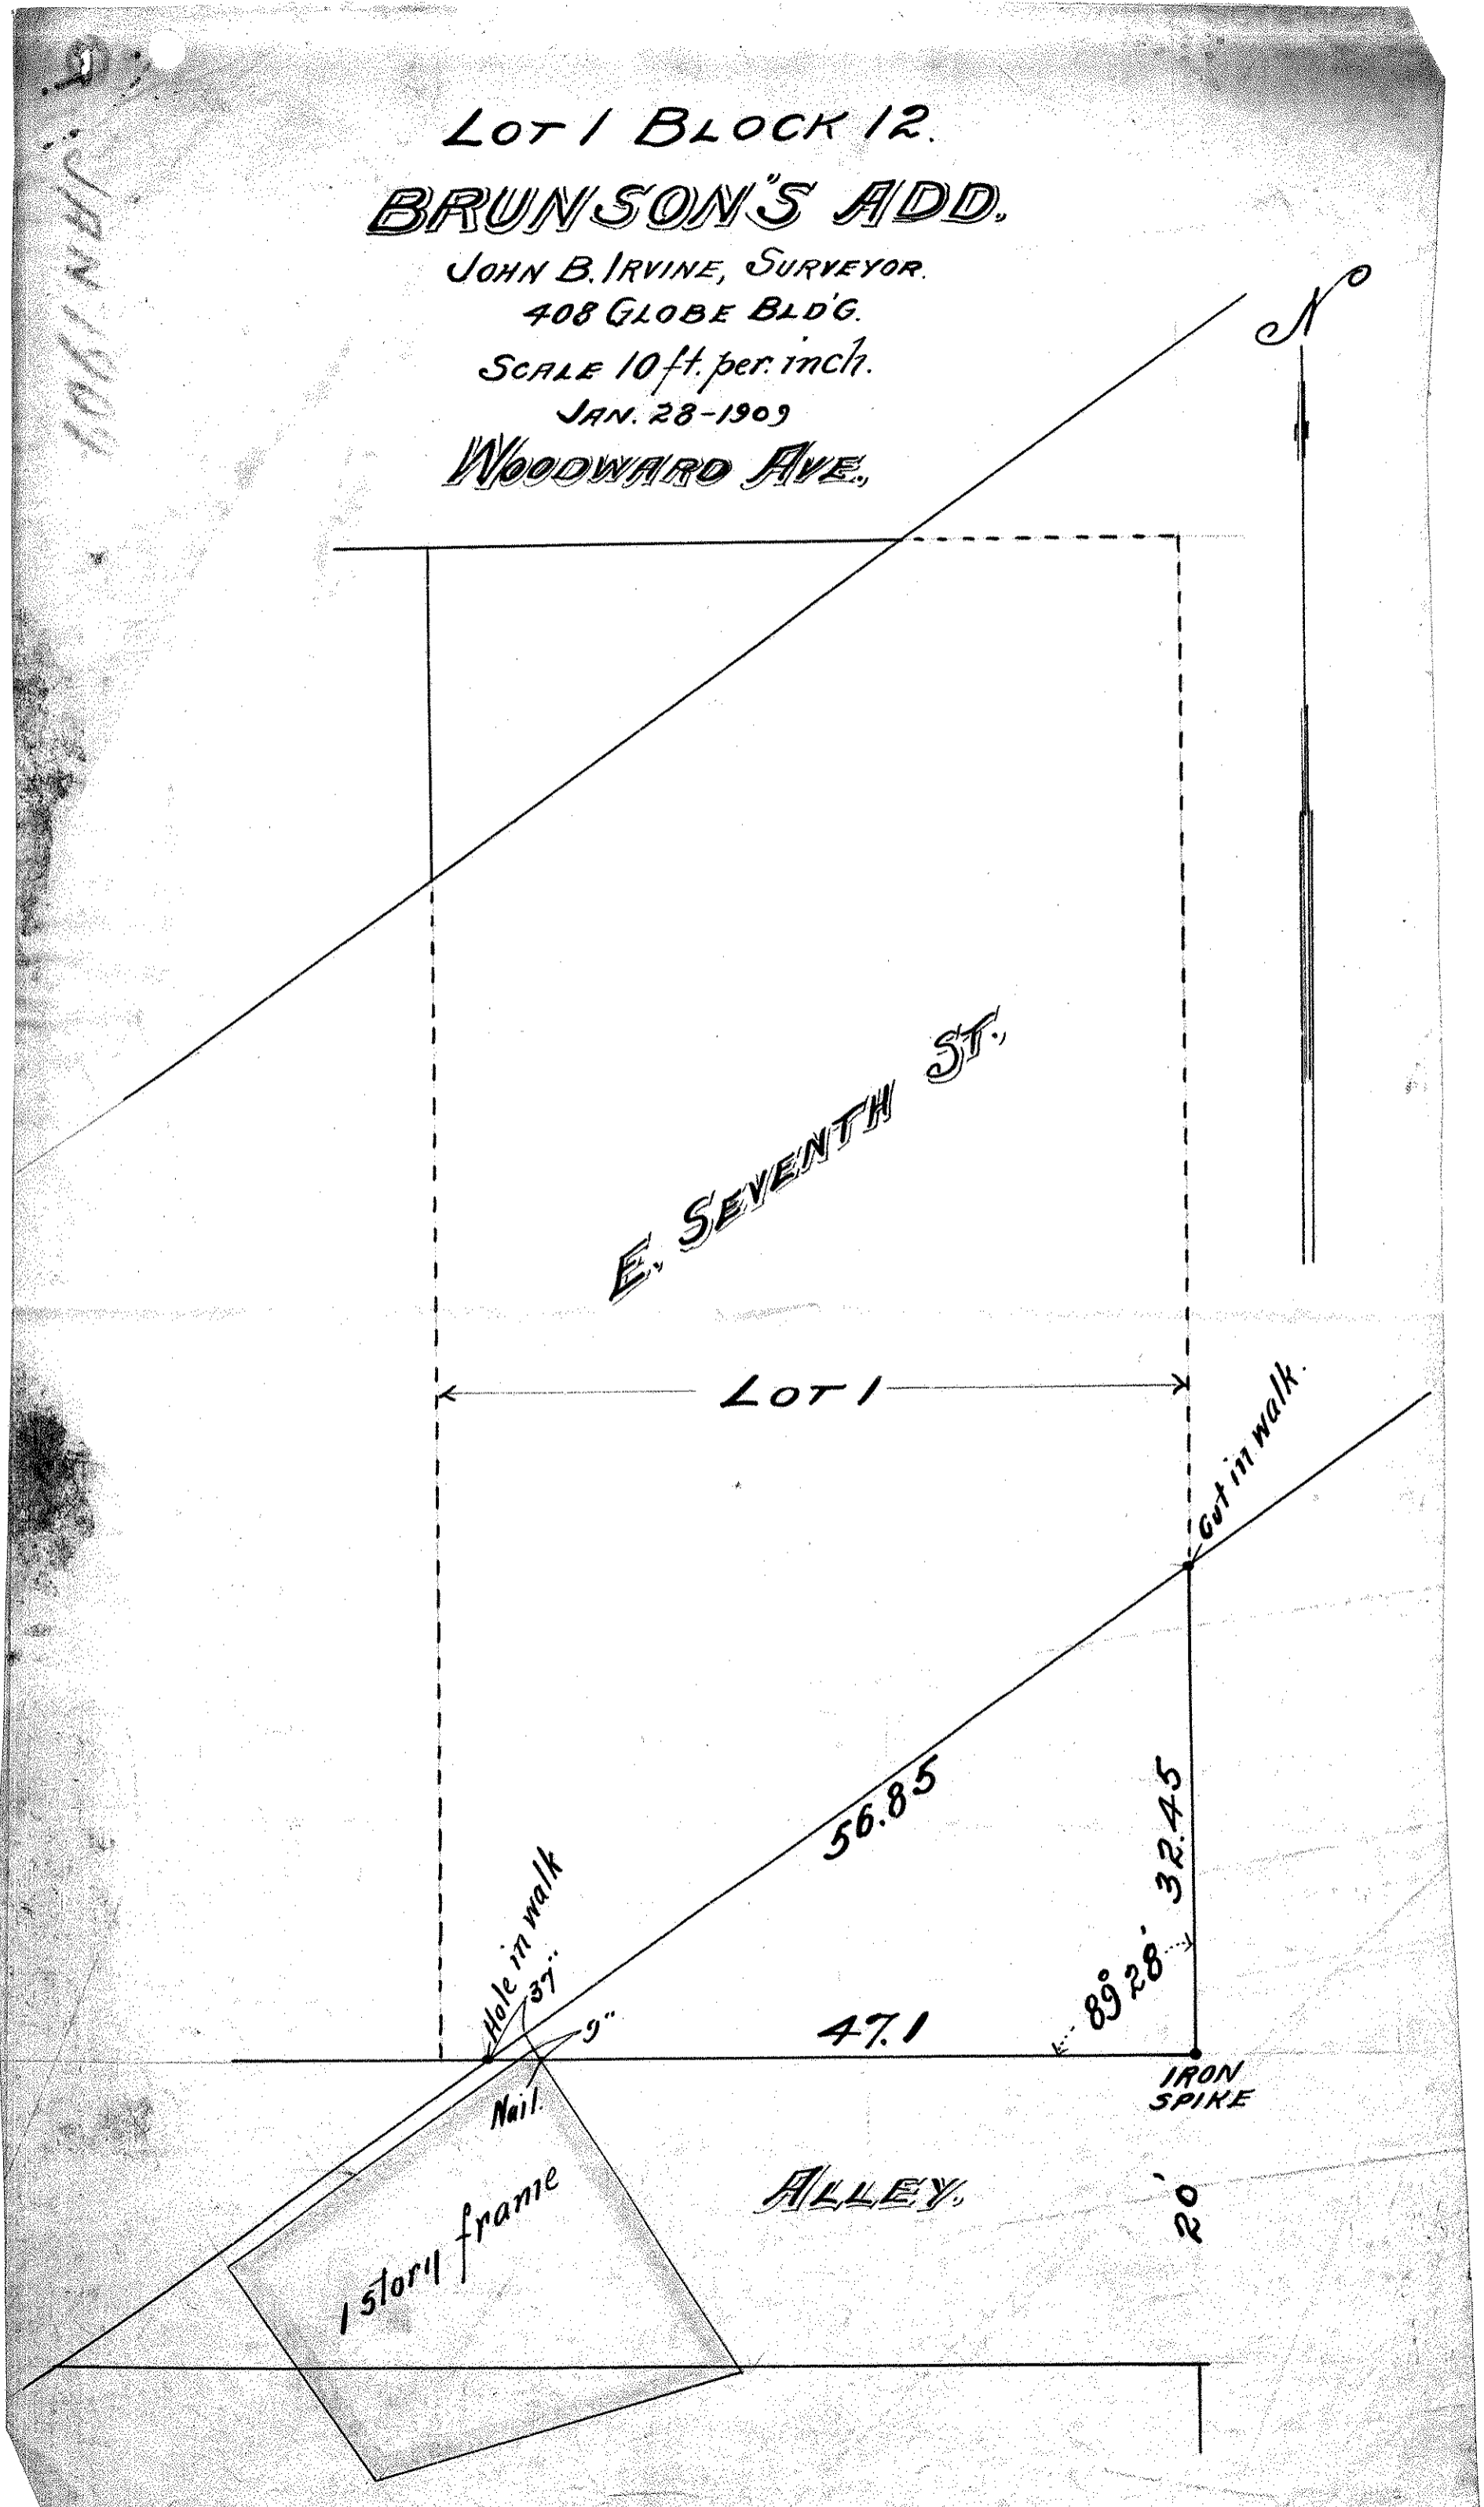 LOT 1 BLOCK 12.
BRUNSON'S ADD.
JOHN B. IRVINE, SURVEYOR.
408 GLOBE BLD'G.
SCALE 10 ft. per. inch.
JAN. 28-1909
WOODWARD AVE.,
N
JAN 1909
E. SEVENTH ST.,
LOT 1
Cut in walk.
56.85
32.45
Hole in walk
37"
9"
89° 28'
47.1
Nail.
IRON
SPIKE
ALLEY.
20'
1 story frame